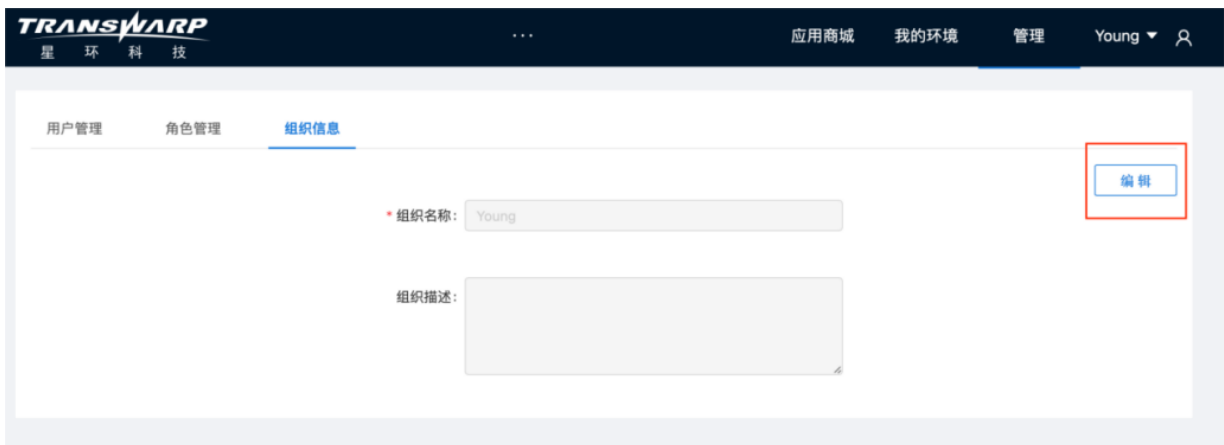 TRANSWARP
星环科技
... 应用商城 我的环境 管理 Young
用户管理 角色管理 组织信息
编辑
* 组织名称: Young
组织描述: